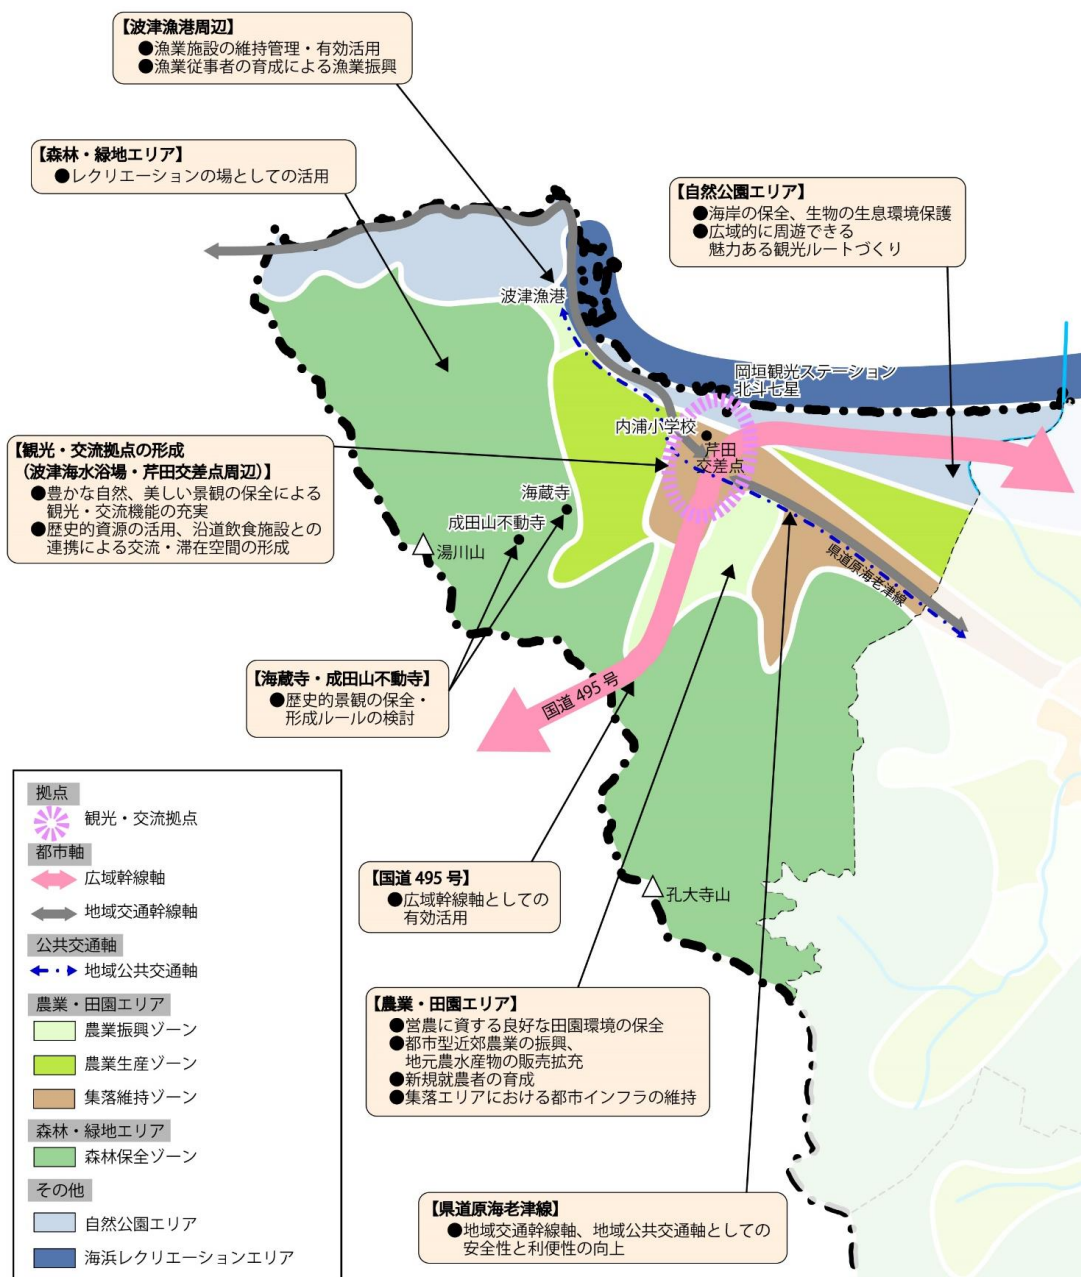 【波津漁港周辺】
●漁業施設の維持管理・有効活用
●漁業従事者の育成による漁業振興
【森林・緑地エリア】
●レクリエーションの場としての活用
【自然公園エリア】
●海岸の保全、生物の生息環境保護
●広域的に周遊できる
魅力ある観光ルートづくり
波津漁港
岡垣観光ステーション
北斗七星
内浦小学校
芹田
交差点
【観光・交流拠点の形成
（波津海水浴場・芹田交差点周辺）】
●豊かな自然、美しい景観の保全による
観光・交流機能の充実
●歴史的資源の活用、沿道飲食施設との
連携による交流・滞在空間の形成
海蔵寺
成田山不動寺
湯川山
県道原海老津線
【海蔵寺・成田山不動寺】
●歴史的景観の保全・
形成ルールの検討
国道 495 号
拠点
観光・交流拠点
都市軸
広域幹線軸
地域交通幹線軸
公共交通軸
地域公共交通軸
農業・田園エリア
農業振興ゾーン
農業生産ゾーン
集落維持ゾーン
森林・緑地エリア
森林保全ゾーン
その他
自然公園エリア
海浜レクリエーションエリア
【国道 495 号】
●広域幹線軸としての
有効活用
孔大寺山
【農業・田園エリア】
●営農に資する良好な田園環境の保全
●都市型近郊農業の振興、
地元農水産物の販売拡充
●新規就農者の育成
●集落エリアにおける都市インフラの維持
【県道原海老津線】
●地域交通幹線軸、地域公共交通軸としての
安全性と利便性の向上